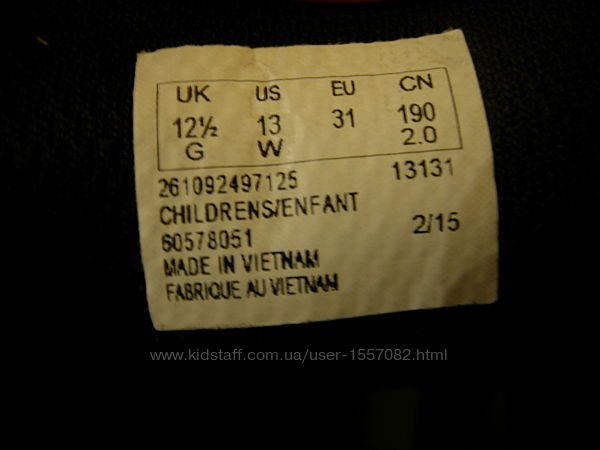 UK US EU CN
12½ 13 31 190
G W 2.0
261092497125 13131
CHILDRENS/ENFANT
60578051 2/15
MADE IN VIETNAM
FABRIQUE AU VIETNAM
www.kidstaff.com.ua/user-1557082.html